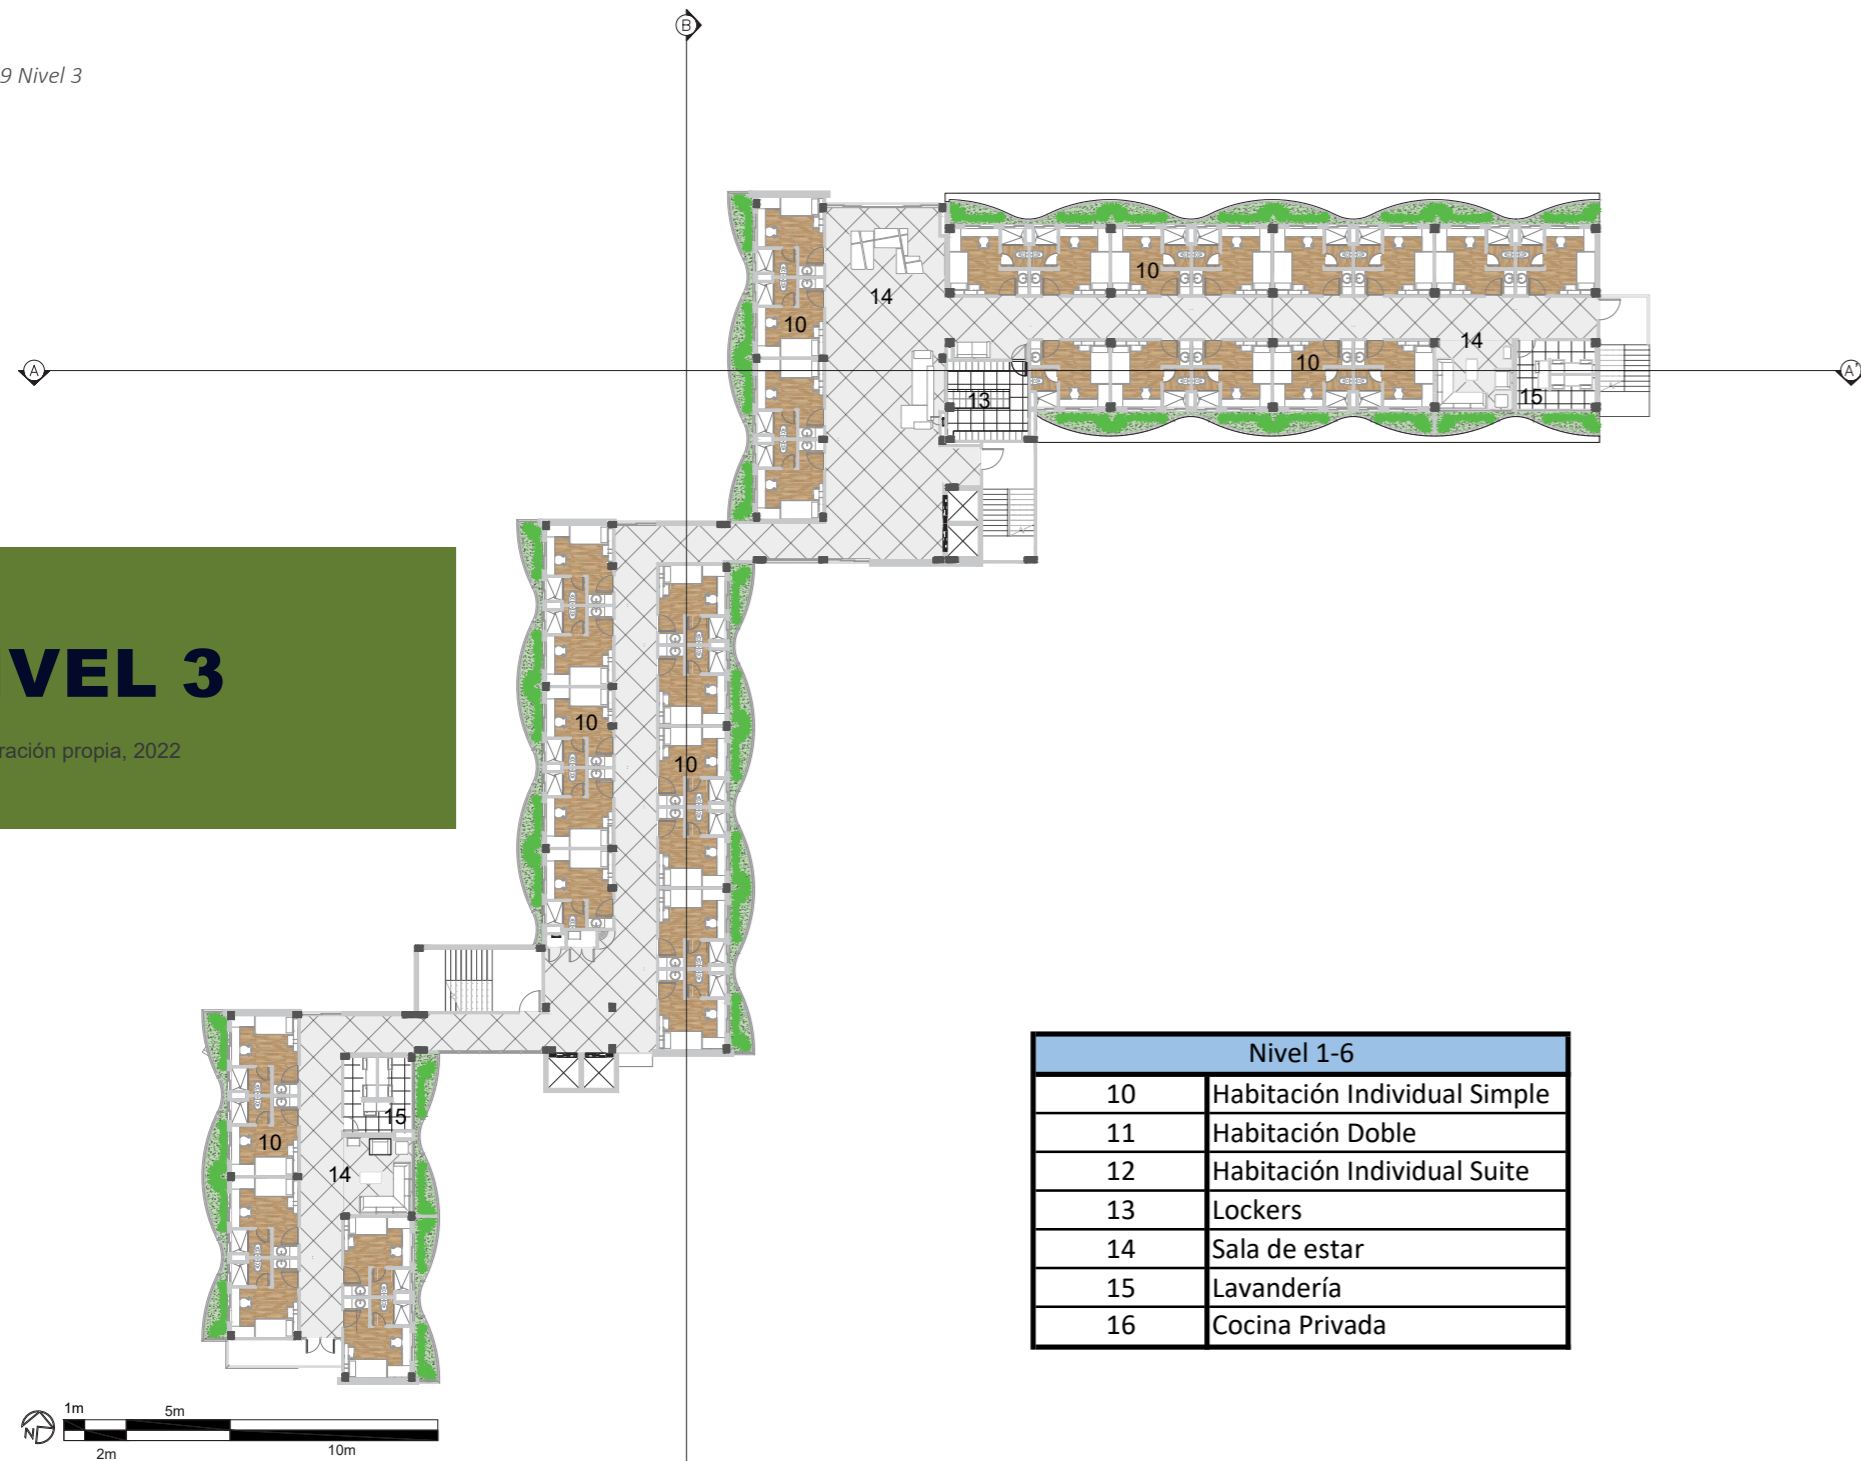 B
9 Nivel 3
10
14
10
14
A
10
10
A'
13
15
IVEL 3
10
ración propia, 2022
10
15
10
14
Nivel 1-6
10 Habitación Individual Simple
11 Habitación Doble
12 Habitación Individual Suite
13 Lockers
14 Sala de estar
15 Lavandería
16 Cocina Privada
1m 5m
N
2m 10m